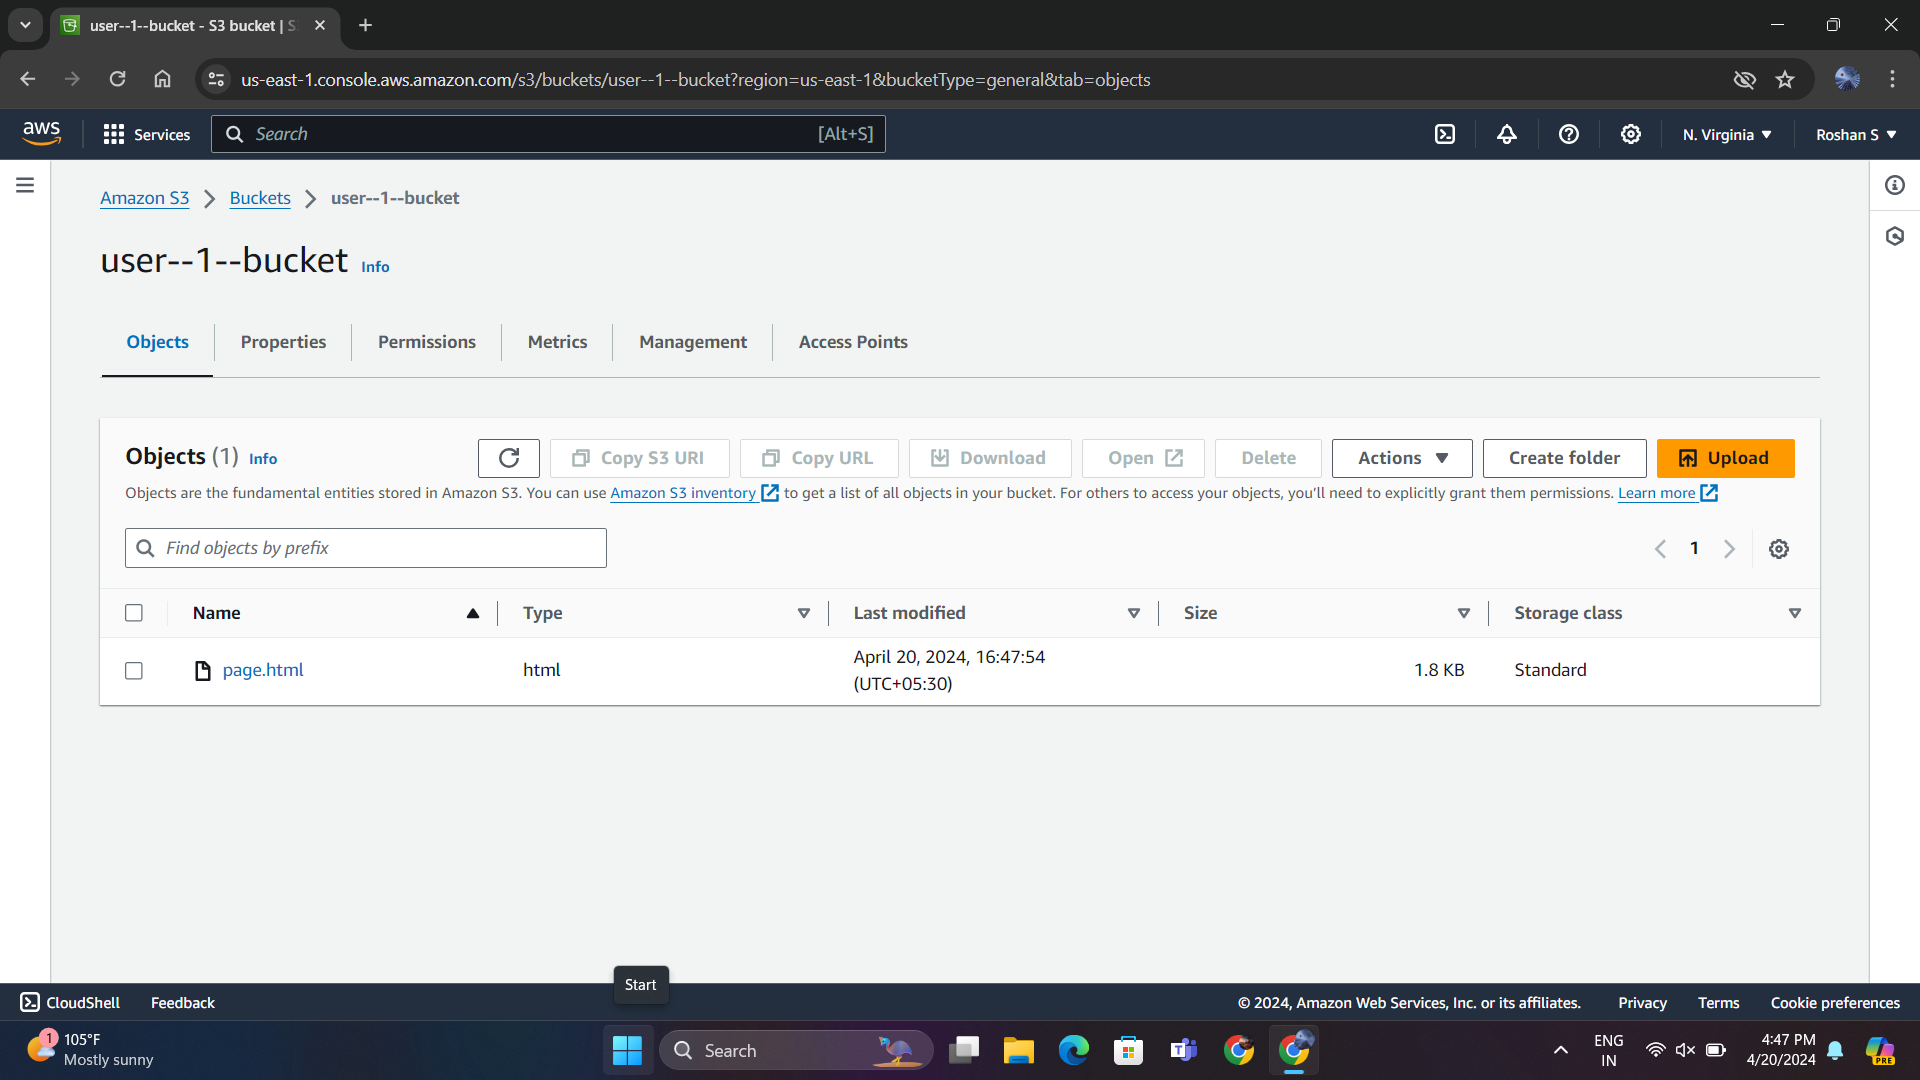 user--1--bucket - S3 bucket | S
us-east-1.console.aws.amazon.com/s3/buckets/user--1--bucket?region=us-east-1&bucketType=general&tab=objects
aws
Services
Search
[Alt+S]
N. Virginia
Roshan S
Amazon S3
Buckets
user--1--bucket
user--1--bucket Info
Objects
Properties
Permissions
Metrics
Management
Access Points
Objects (1) Info
Copy S3 URI
Copy URL
Download
Open
Delete
Actions
Create folder
Upload
Objects are the fundamental entities stored in Amazon S3. You can use Amazon S3 inventory to get a list of all objects in your bucket. For others to access your objects, you'll need to explicitly grant them permissions. Learn more
Find objects by prefix
1
Name
Type
Last modified
Size
Storage class
page.html
html
April 20, 2024, 16:47:54
(UTC+05:30)
1.8 KB
Standard
Start
CloudShell
Feedback
© 2024, Amazon Web Services, Inc. or its affiliates.
Privacy
Terms
Cookie preferences
1
105°F
Mostly sunny
Search
ENG
IN
4:47 PM
4/20/2024
PRE